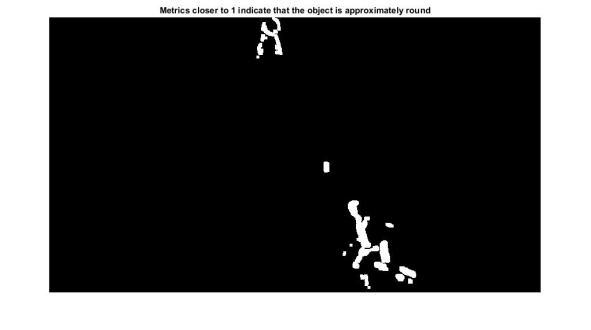 Metrics closer to 1 indicate that the object is approximately round